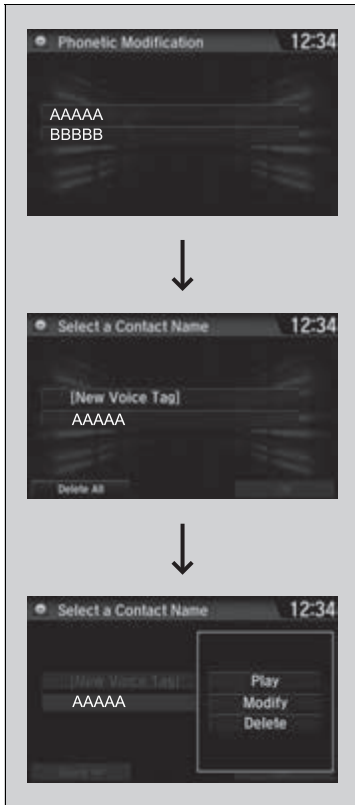 Phonetic Modification 12:34
AAAAA
BBBBB
Select a Contact Name 12:34
[New Voice Tag]
AAAAA
Delete All
Select a Contact Name 12:34
[New Voice Tag]
AAAAA
Play
Modify
Delete